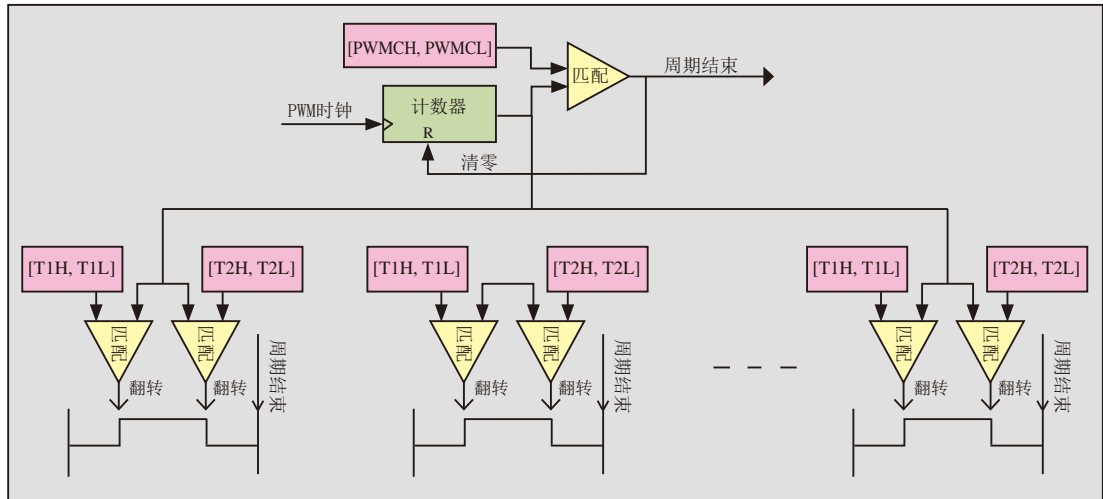 [PWMCH, PWMCL]
匹配
周期结束
PWM时钟
计数器
R
清零
[T1H, T1L]
[T2H, T2L]
[T1H, T1L]
[T2H, T2L]
[T1H, T1L]
[T2H, T2L]
匹配
匹配
周期结束
匹配
匹配
周期结束
匹配
匹配
周期结束
翻转
翻转
翻转
翻转
翻转
翻转